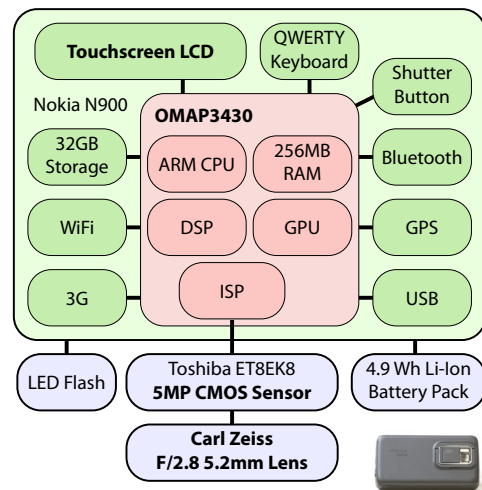 Touchscreen LCD
QWERTY
Keyboard
Shutter
Button
Nokia N900
OMAP3430
32GB
Storage
ARM CPU
256MB
RAM
Bluetooth
WiFi
DSP
GPU
GPS
3G
ISP
USB
LED Flash
Toshiba ET8EK8
5MP CMOS Sensor
4.9 Wh Li-Ion
Battery Pack
Carl Zeiss
F/2.8 5.2mm Lens